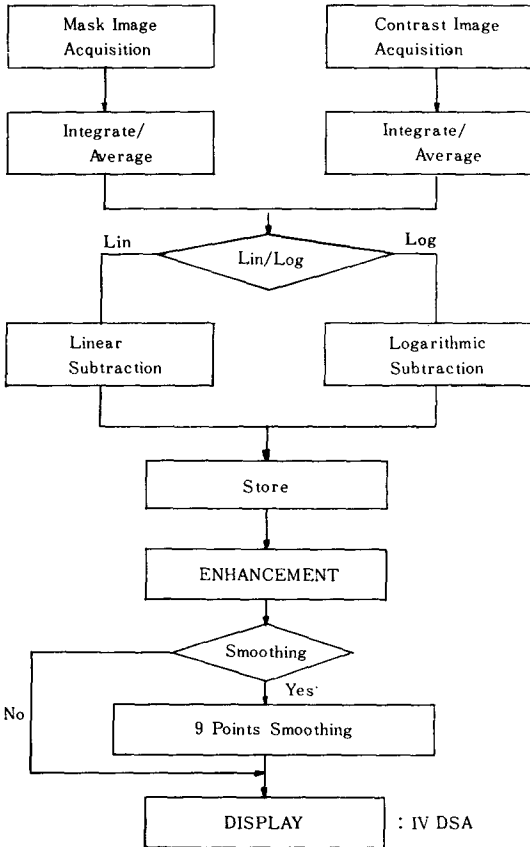 Mask Image
Acquisition
Contrast Image
Acquisition
Integrate/
Average
Integrate/
Average
Lin
Log
Lin/Log
Linear
Subtraction
Logarithmic
Subtraction
Store
ENHANCEMENT
Smoothing
Yes
No
9 Points Smoothing
DISPLAY : IV DSA